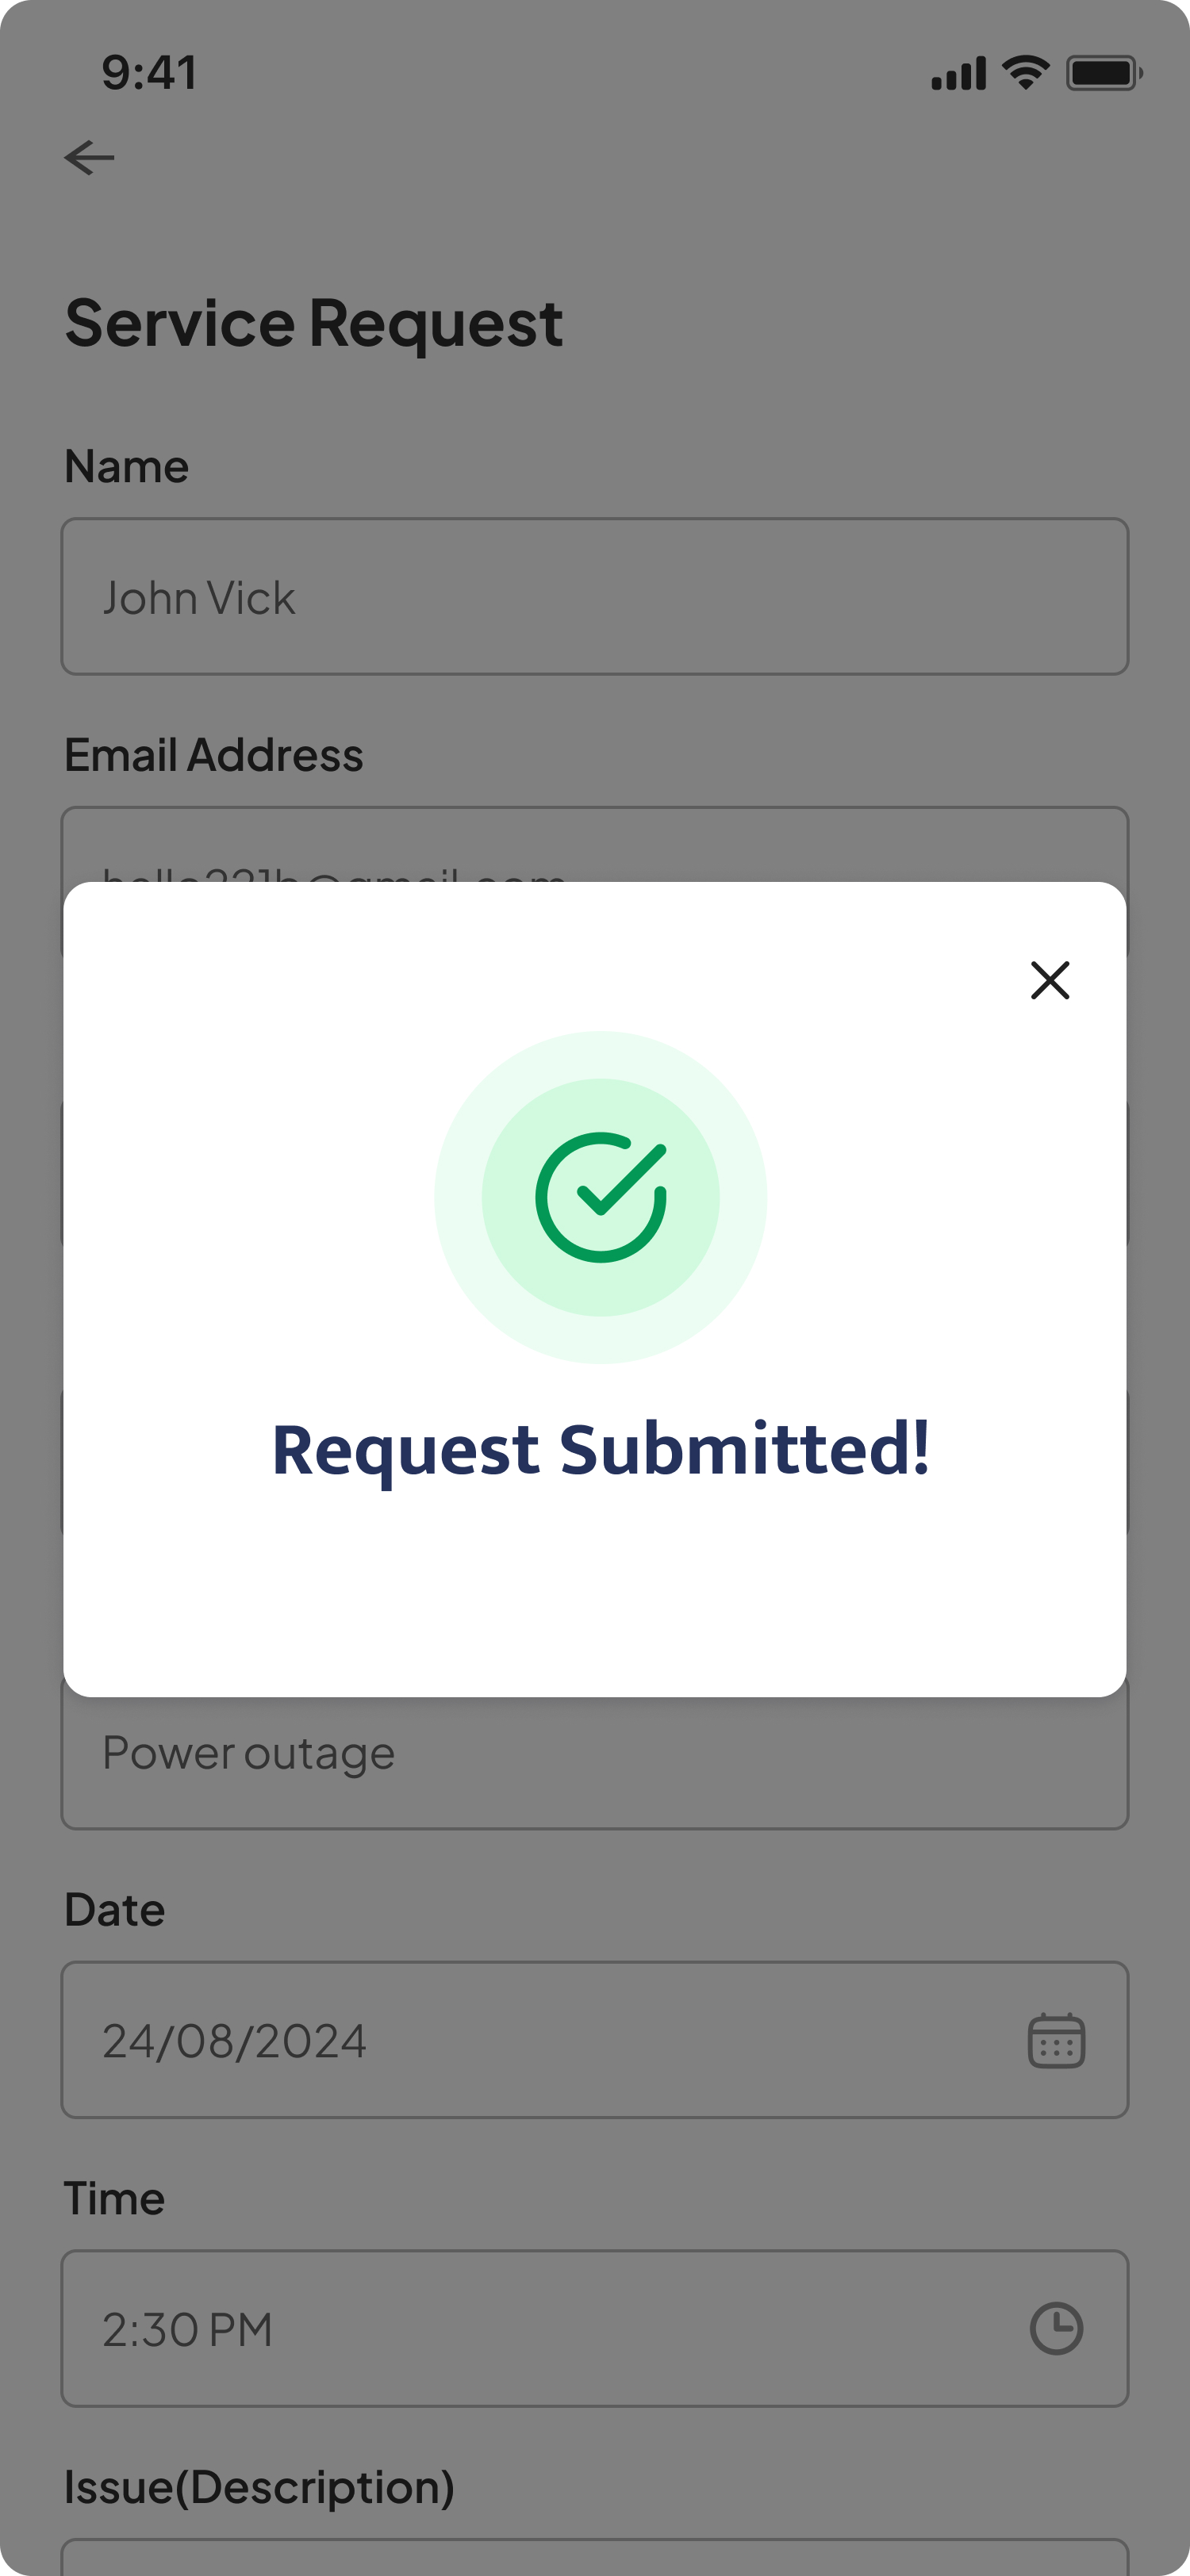 9:41
Service Request
Name
John Vick
Email Address
Request Submitted!
Power outage
Date
24/08/2024
Time
2:30 PM
Issue(Description)